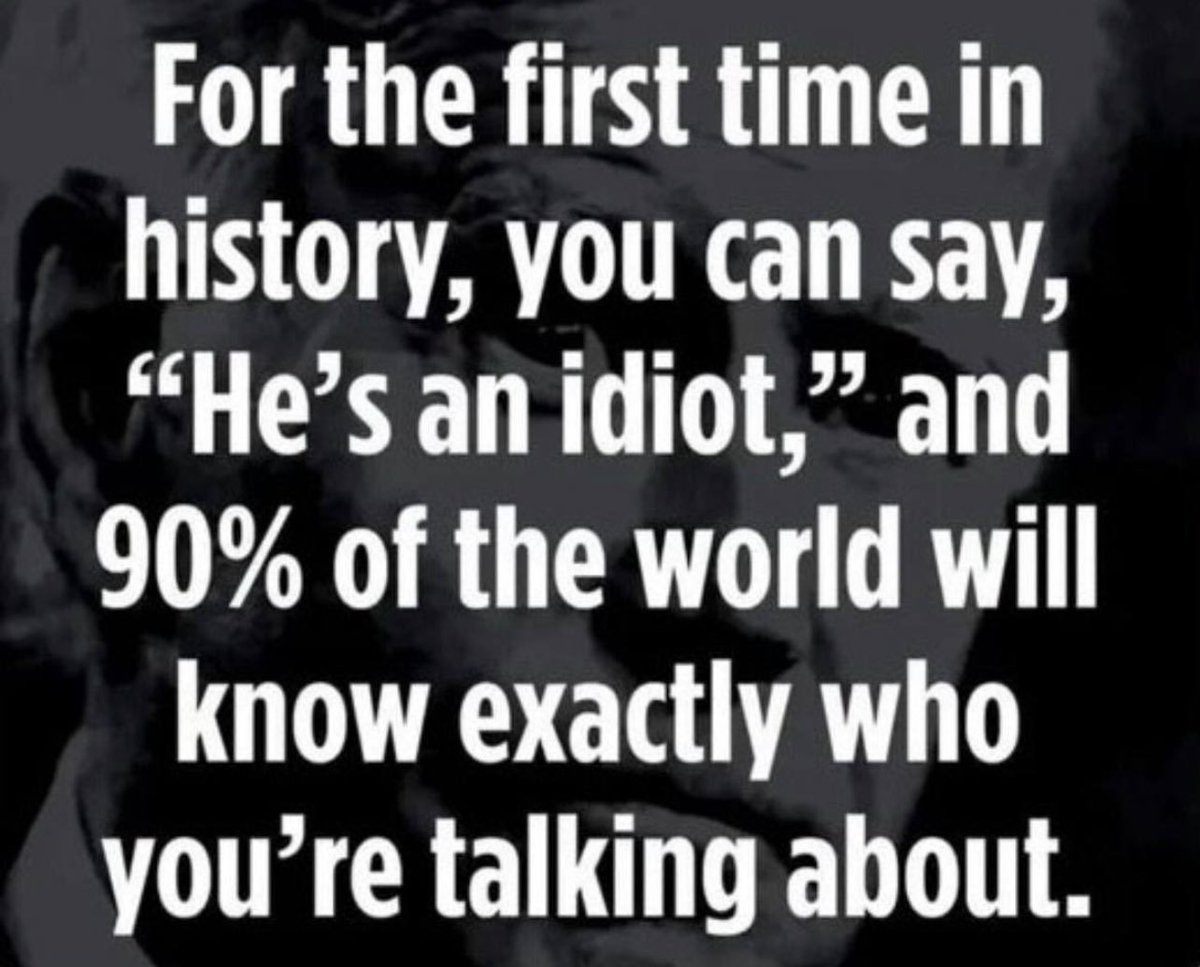 For the first time in
history, you can say,
“He’s an idiot,” and
90% of the world will
know exactly who
you’re talking about.